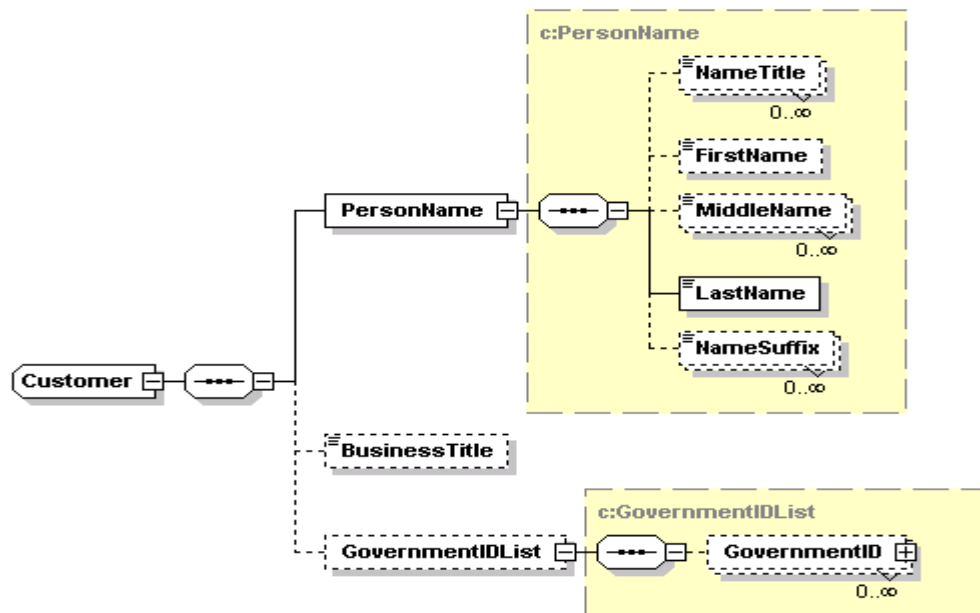 c:PersonName
NameTitle
0..∞
FirstName
PersonName
MiddleName
0..∞
LastName
NameSuffix
0..∞
Customer
BusinessTitle
c:GovernmentIDList
GovernmentIDList
GovernmentID
0..∞